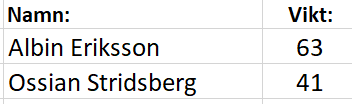 Namn: Vikt:
Albin Eriksson 63
Ossian Stridsberg 41